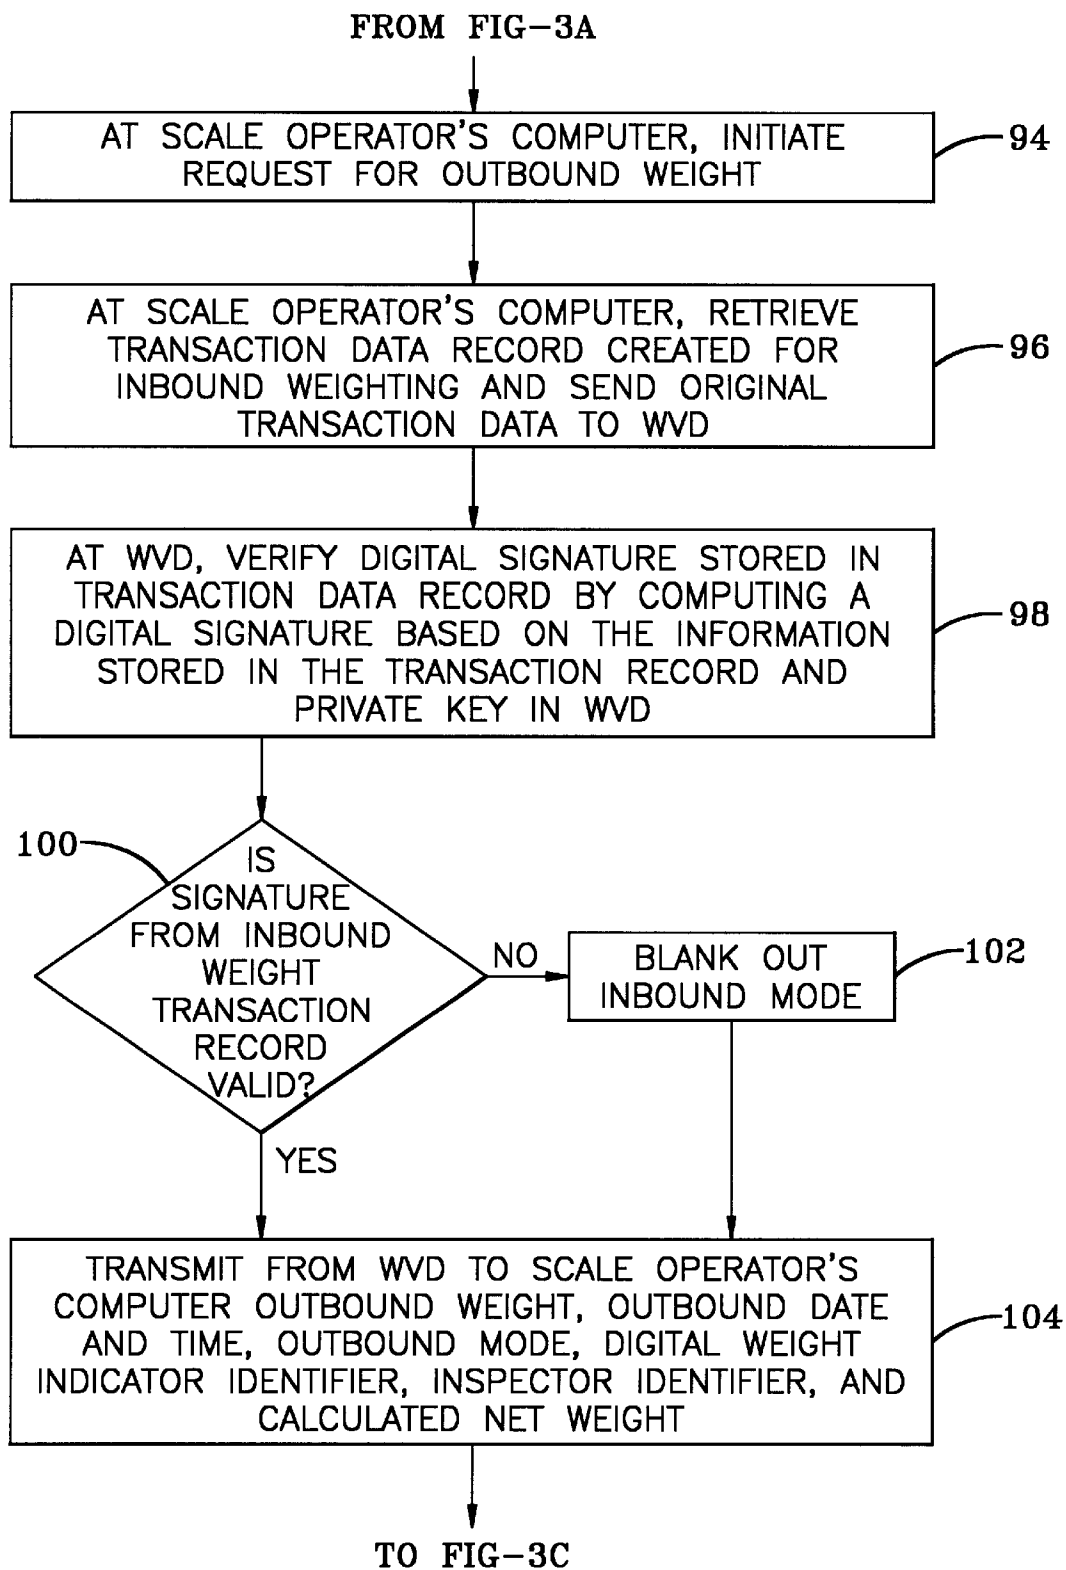 FROM FIG-3A
AT SCALE OPERATOR'S COMPUTER, INITIATE
REQUEST FOR OUTBOUND WEIGHT
94
AT SCALE OPERATOR'S COMPUTER, RETRIEVE
TRANSACTION DATA RECORD CREATED FOR
INBOUND WEIGHTING AND SEND ORIGINAL
TRANSACTION DATA TO WVD
96
AT WVD, VERIFY DIGITAL SIGNATURE STORED IN
TRANSACTION DATA RECORD BY COMPUTING A
DIGITAL SIGNATURE BASED ON THE INFORMATION
STORED IN THE TRANSACTION RECORD AND
PRIVATE KEY IN WVD
98
100
IS
SIGNATURE
FROM INBOUND
WEIGHT
TRANSACTION
RECORD
VALID?
NO
BLANK OUT
INBOUND MODE
102
YES
TRANSMIT FROM WVD TO SCALE OPERATOR'S
COMPUTER OUTBOUND WEIGHT, OUTBOUND DATE
AND TIME, OUTBOUND MODE, DIGITAL WEIGHT
INDICATOR IDENTIFIER, INSPECTOR IDENTIFIER, AND
CALCULATED NET WEIGHT
104
TO FIG-3C